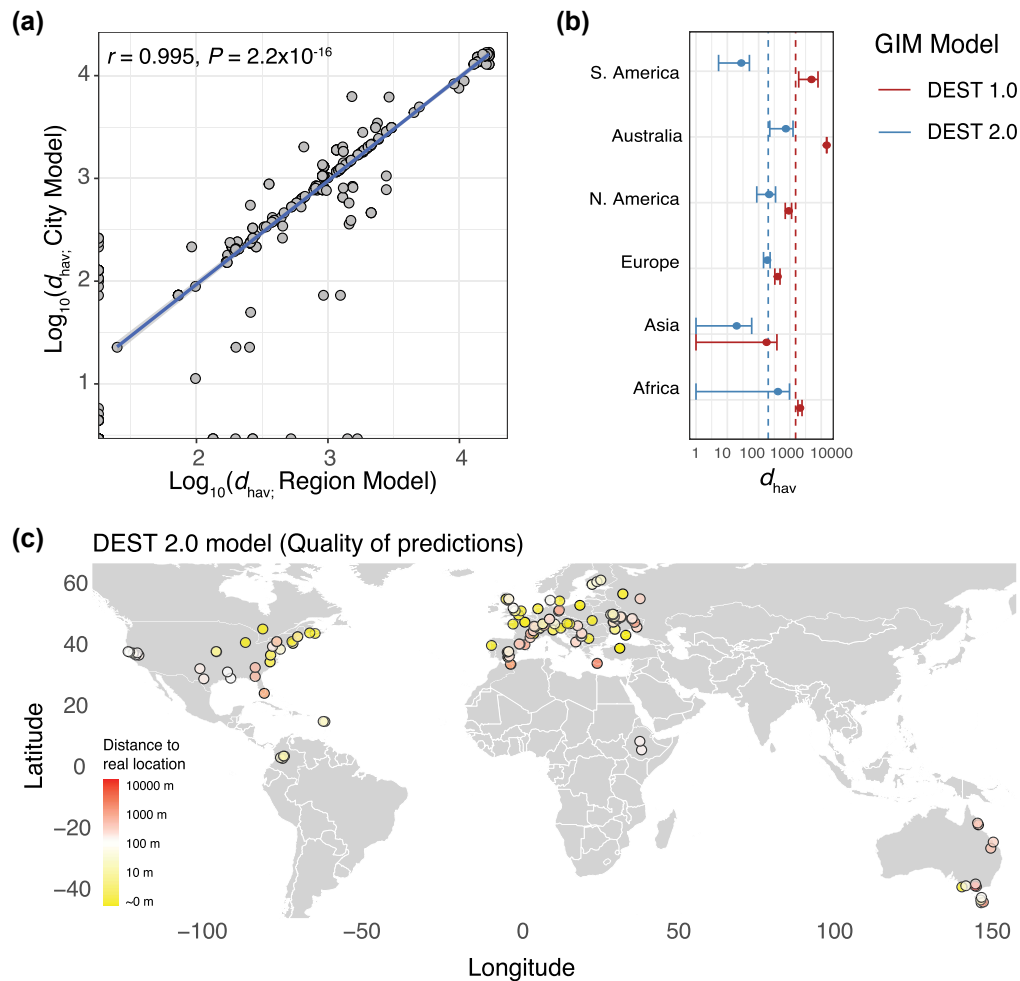 (a)
r = 0.995, P = 2.2x10⁻¹⁶
Log₁₀(d_hav; City Model)
4
3
2
1
2
3
4
Log₁₀(d_hav; Region Model)
(b)
S. America
Australia
N. America
Europe
Asia
Africa
1
10
100
1000
10000
d_hav
GIM Model
DEST 1.0
DEST 2.0
(c)
DEST 2.0 model (Quality of predictions)
Latitude
60
40
20
0
−20
−40
Distance to
real location
10000 m
1000 m
100 m
10 m
~0 m
−100
−50
0
50
100
150
Longitude